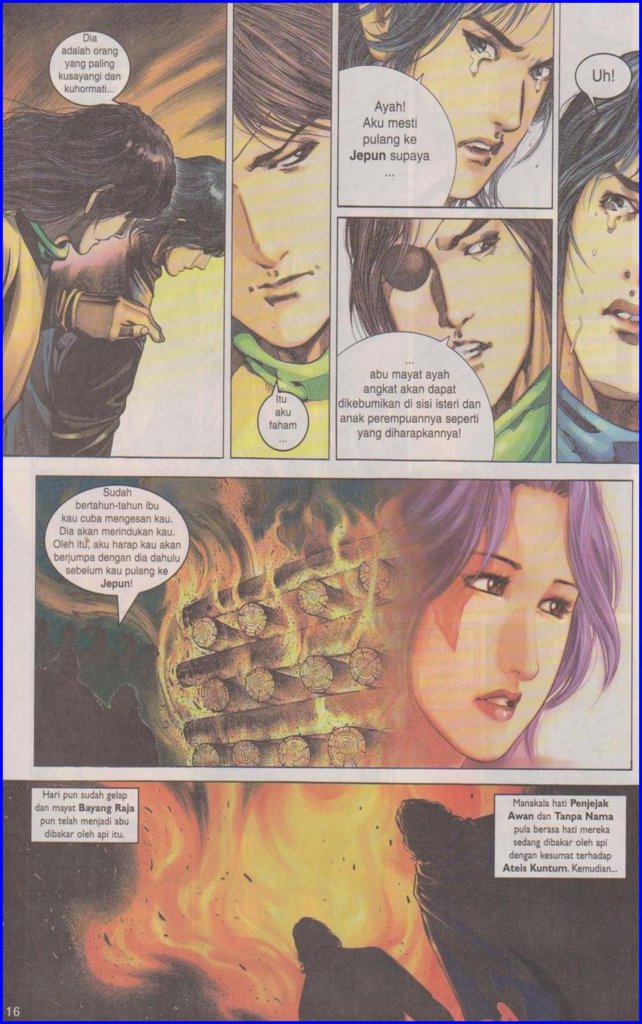 Dia
adalah orang
yang paling
kusayangi dan
kuhormati...
Itu
aku
faham
...
Ayah!
Aku mesti
pulang ke
Jepun supaya
...
...
abu mayat ayah
angkat akan dapat
dikebumikan di sisi isteri dan
anak perempuannya seperti
yang diharapkannya!
Uh!
Sudah
bertahun-tahun ibu
kau cuba mengesan kau.
Dia akan merindukan kau.
Oleh itu, aku harap kau akan
berjumpa dengan dia dahulu
sebelum kau pulang ke
Jepun!
Hari pun sudah gelap
dan mayat Bayang Raja
pun telah menjadi abu
dibakar oleh api itu.
Manakala hati Penjejak
Awan dan Tanpa Nama
pula berasa hati mereka
sedang dibakar oleh api
dengan kesumat terhadap
Ateis Kuntum. Kemudian...
16